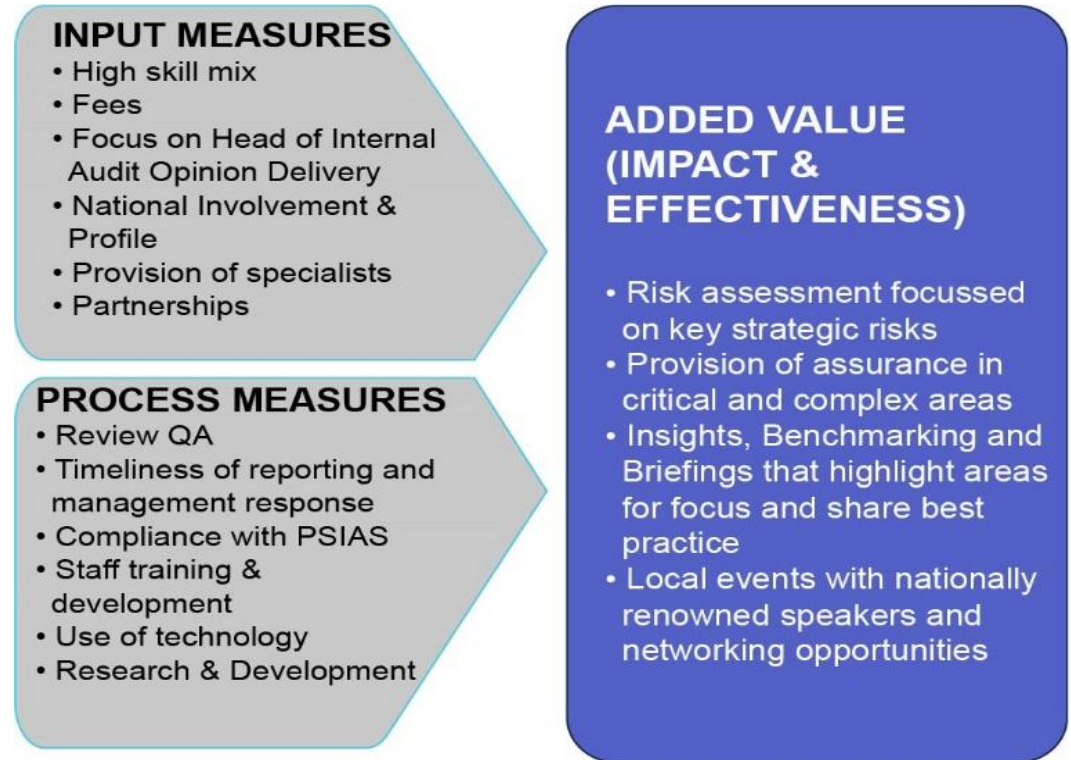 INPUT MEASURES
• High skill mix
• Fees
• Focus on Head of Internal
Audit Opinion Delivery
• National Involvement &
Profile
• Provision of specialists
• Partnerships
PROCESS MEASURES
• Review QA
• Timeliness of reporting and
management response
• Compliance with PSIAS
• Staff training &
development
• Use of technology
• Research & Development
ADDED VALUE
(IMPACT &
EFFECTIVENESS)
• Risk assessment focussed
on key strategic risks
• Provision of assurance in
critical and complex areas
• Insights, Benchmarking and
Briefings that highlight areas
for focus and share best
practice
• Local events with nationally
renowned speakers and
networking opportunities